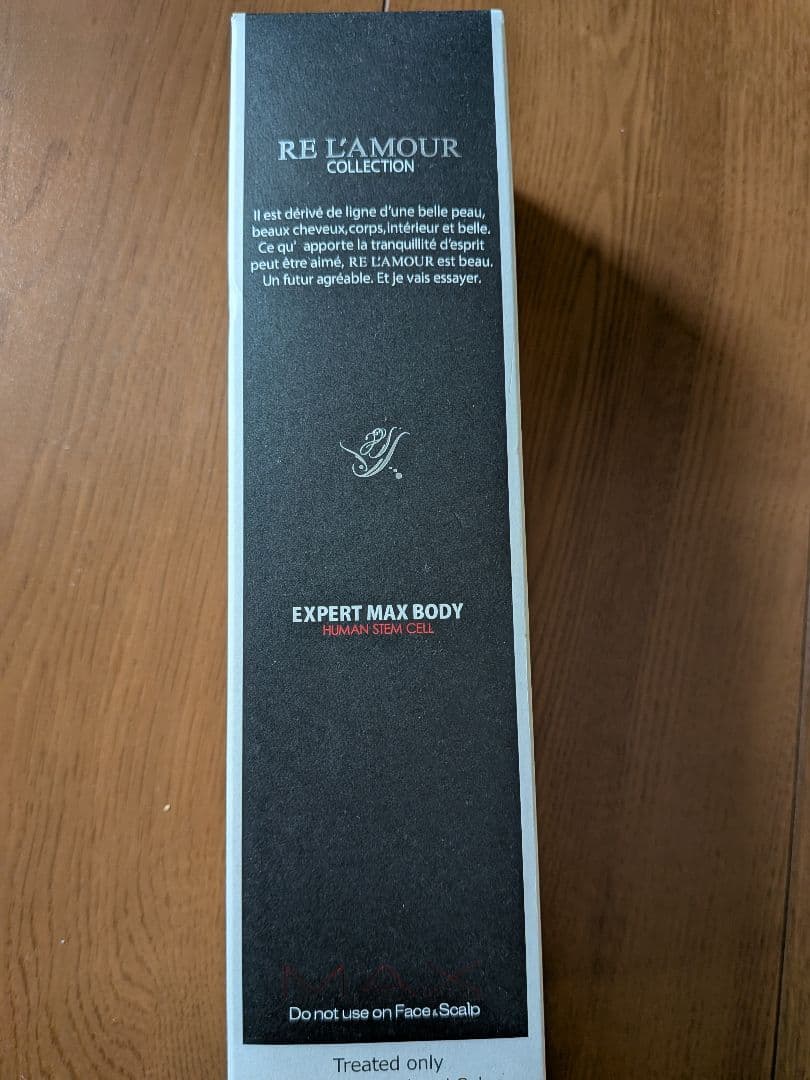 RE L'AMOUR
COLLECTION
Il est dérivé de ligne d'une belle peau,
beaux cheveux,corps,intérieur et belle.
Ce qu' apporte la tranquillité d'esprit
peut être aimé, RE L'AMOUR est beau.
Un futur agréable. Et je vais essayer.
EXPERT MAX BODY
HUMAN STEM CELL
MAX
Do not use on Face & Scalp
Treated only